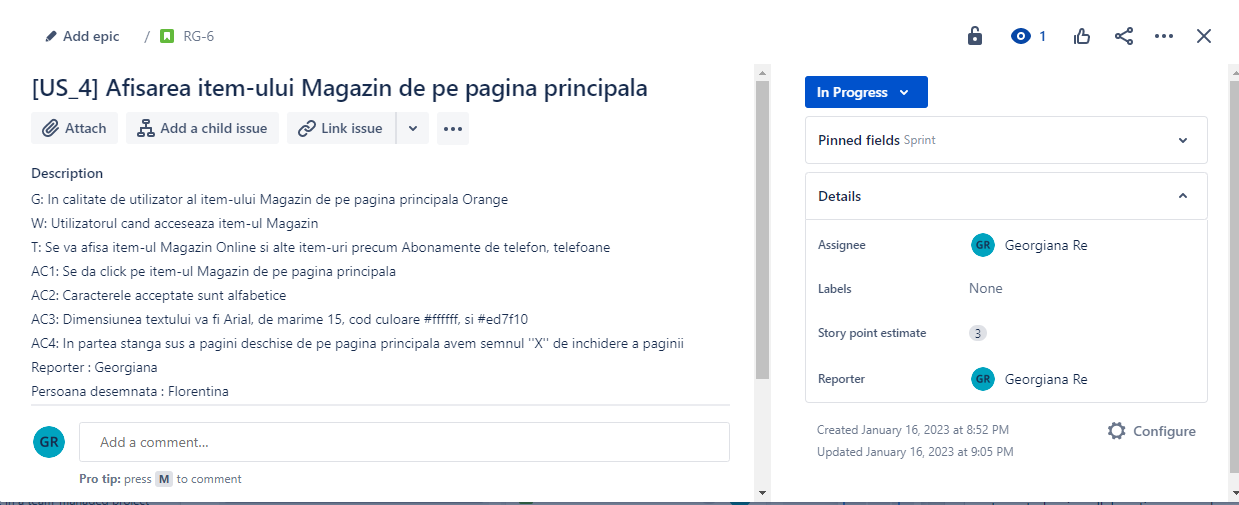 Add epic / RG-6
1
[US_4] Afisarea item-ului Magazin de pe pagina principala
Attach Add a child issue Link issue
Description
G: In calitate de utilizator al item-ului Magazin de pe pagina principala Orange
W: Utilizatorul cand acceseaza item-ul Magazin
T: Se va afisa item-ul Magazin Online si alte item-uri precum Abonamente de telefon, telefoane
AC1: Se da click pe item-ul Magazin de pe pagina principala
AC2: Caracterele acceptate sunt alfabetice
AC3: Dimensiunea textului va fi Arial, de marime 15, cod culoare #ffffff, si #ed7f10
AC4: In partea stanga sus a pagini deschise de pe pagina principala avem semnul ''X'' de inchidere a paginii
Reporter : Georgiana
Persoana desemnata : Florentina
GR Add a comment...
Pro tip: press M to comment
In Progress
Pinned fields Sprint
Details
Assignee GR Georgiana Re
Labels None
Story point estimate 3
Reporter GR Georgiana Re
Created January 16, 2023 at 8:52 PM
Configure
Updated January 16, 2023 at 9:05 PM